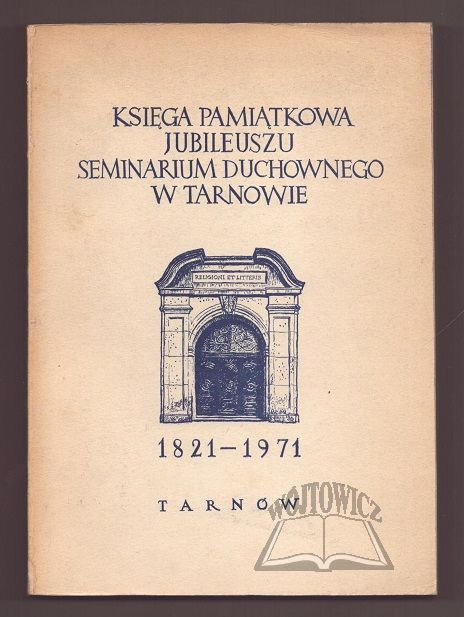 KSIĘGA PAMIĄTKOWA
JUBILEUSZU
SEMINARIUM DUCHOWNEGO
W TARNOWIE
RELIGIONI ET LITTERIS
1821–1971
TARNÓW
WÓJTOWICZ